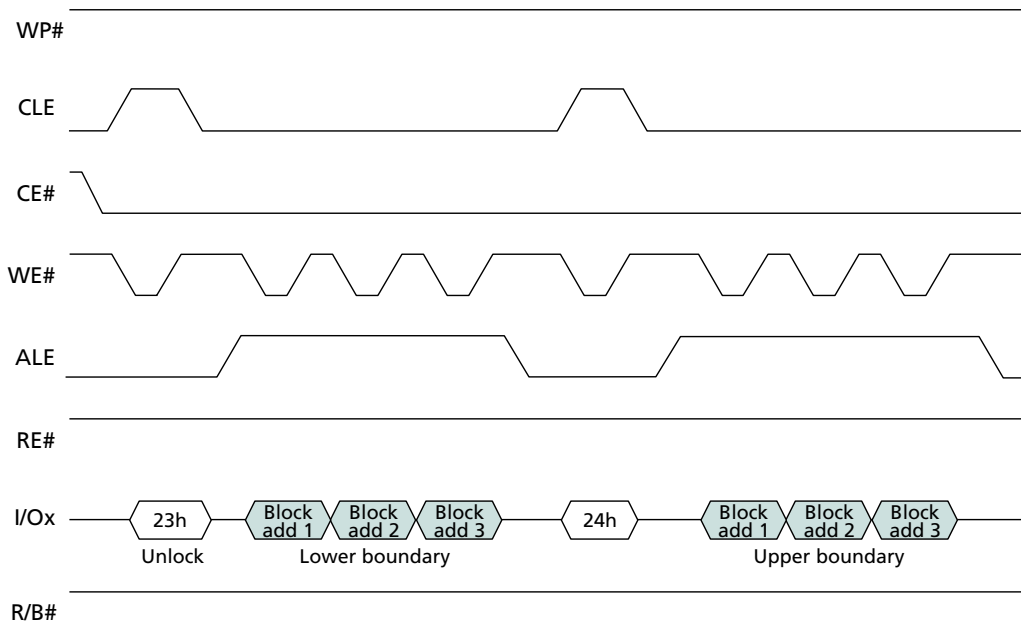 WP#
CLE
CE#
WE#
ALE
RE#
I/Ox
23h
Block
add 1
Block
add 2
Block
add 3
24h
Block
add 1
Block
add 2
Block
add 3
Unlock
Lower boundary
Upper boundary
R/B#